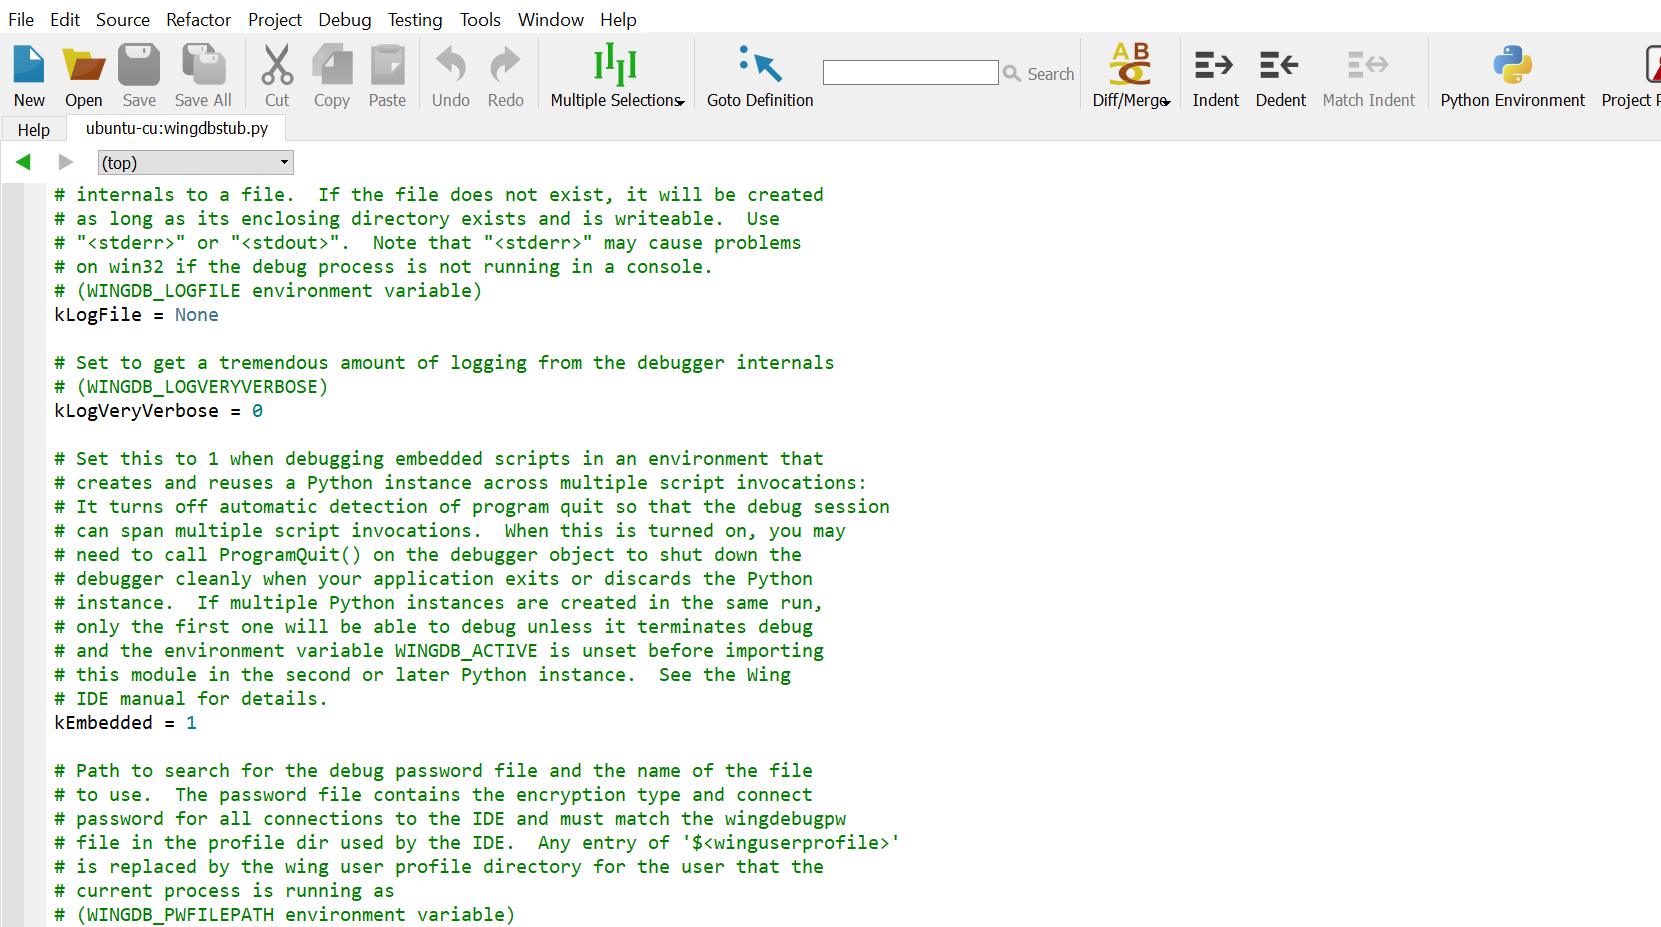 File Edit Source Refactor Project Debug Testing Tools Window Help
New Open Save Save All Cut Copy Paste Undo Redo Multiple Selections Goto Definition Search Diff/Merge Indent Dedent Match Indent Python Environment Project
Help ubuntu-cu:wingdbstub.py
(top)
# internals to a file.  If the file does not exist, it will be created
# as long as its enclosing directory exists and is writeable.  Use
# "<stderr>" or "<stdout>".  Note that "<stderr>" may cause problems
# on win32 if the debug process is not running in a console.
# (WINGDB_LOGFILE environment variable)
kLogFile = None
# Set to get a tremendous amount of logging from the debugger internals
# (WINGDB_LOGVERYVERBOSE)
kLogVeryVerbose = 0
# Set this to 1 when debugging embedded scripts in an environment that
# creates and reuses a Python instance across multiple script invocations:
# It turns off automatic detection of program quit so that the debug session
# can span multiple script invocations.  When this is turned on, you may
# need to call ProgramQuit() on the debugger object to shut down the
# debugger cleanly when your application exits or discards the Python
# instance.  If multiple Python instances are created in the same run,
# only the first one will be able to debug unless it terminates debug
# and the environment variable WINGDB_ACTIVE is unset before importing
# this module in the second or later Python instance.  See the Wing
# IDE manual for details.
kEmbedded = 1
# Path to search for the debug password file and the name of the file
# to use.  The password file contains the encryption type and connect
# password for all connections to the IDE and must match the wingdebugpw
# file in the profile dir used by the IDE.  Any entry of '$<winguserprofile>'
# is replaced by the wing user profile directory for the user that the
# current process is running as
# (WINGDB_PWFILEPATH environment variable)